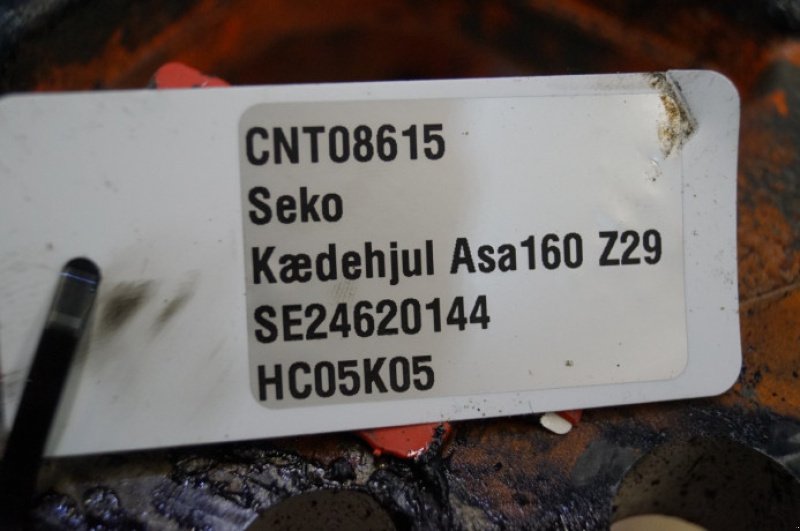 CNT08615
Seko
Kædehjul Asa160 Z29
SE24620144
HC05K05